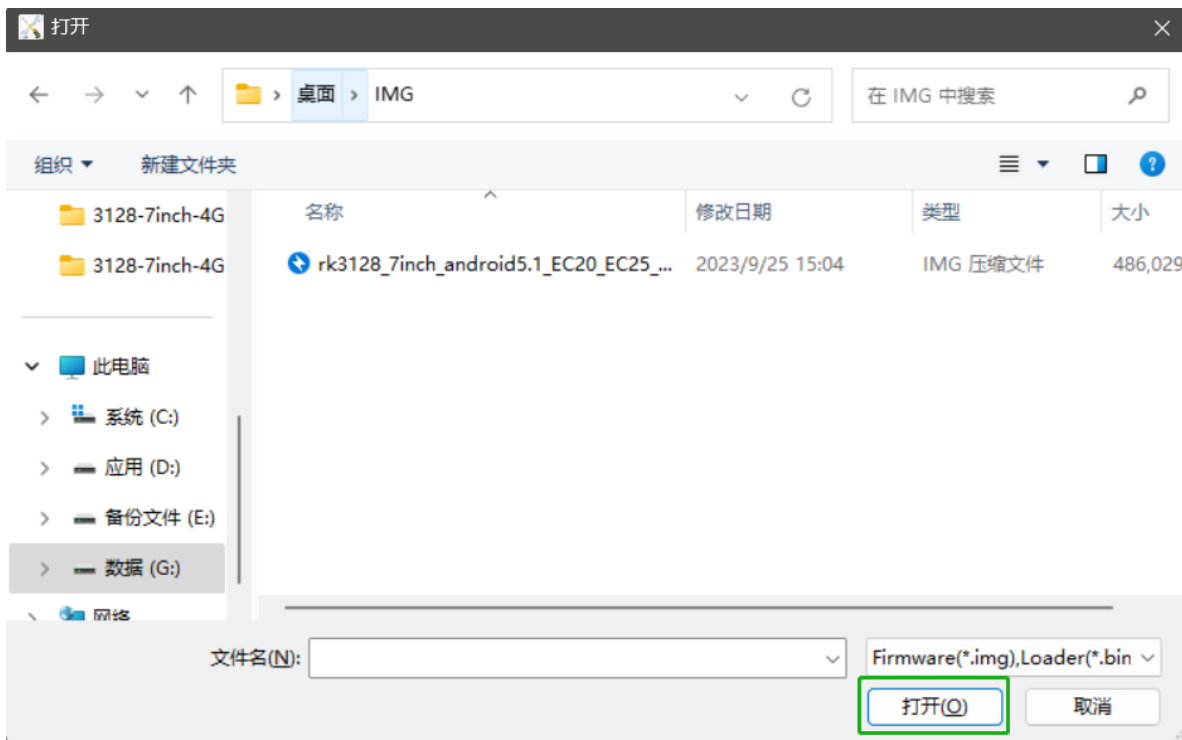 打开
桌面 > IMG
在 IMG 中搜索
组织
新建文件夹
3128-7inch-4G
3128-7inch-4G
此电脑
系统 (C:)
应用 (D:)
备份文件 (E:)
数据 (G:)
网络
名称
修改日期
类型
大小
rk3128_7inch_android5.1_EC20_EC25_...
2023/9/25 15:04
IMG 压缩文件
486,029
文件名(N):
Firmware(*.img),Loader(*.bin
打开(O)
取消